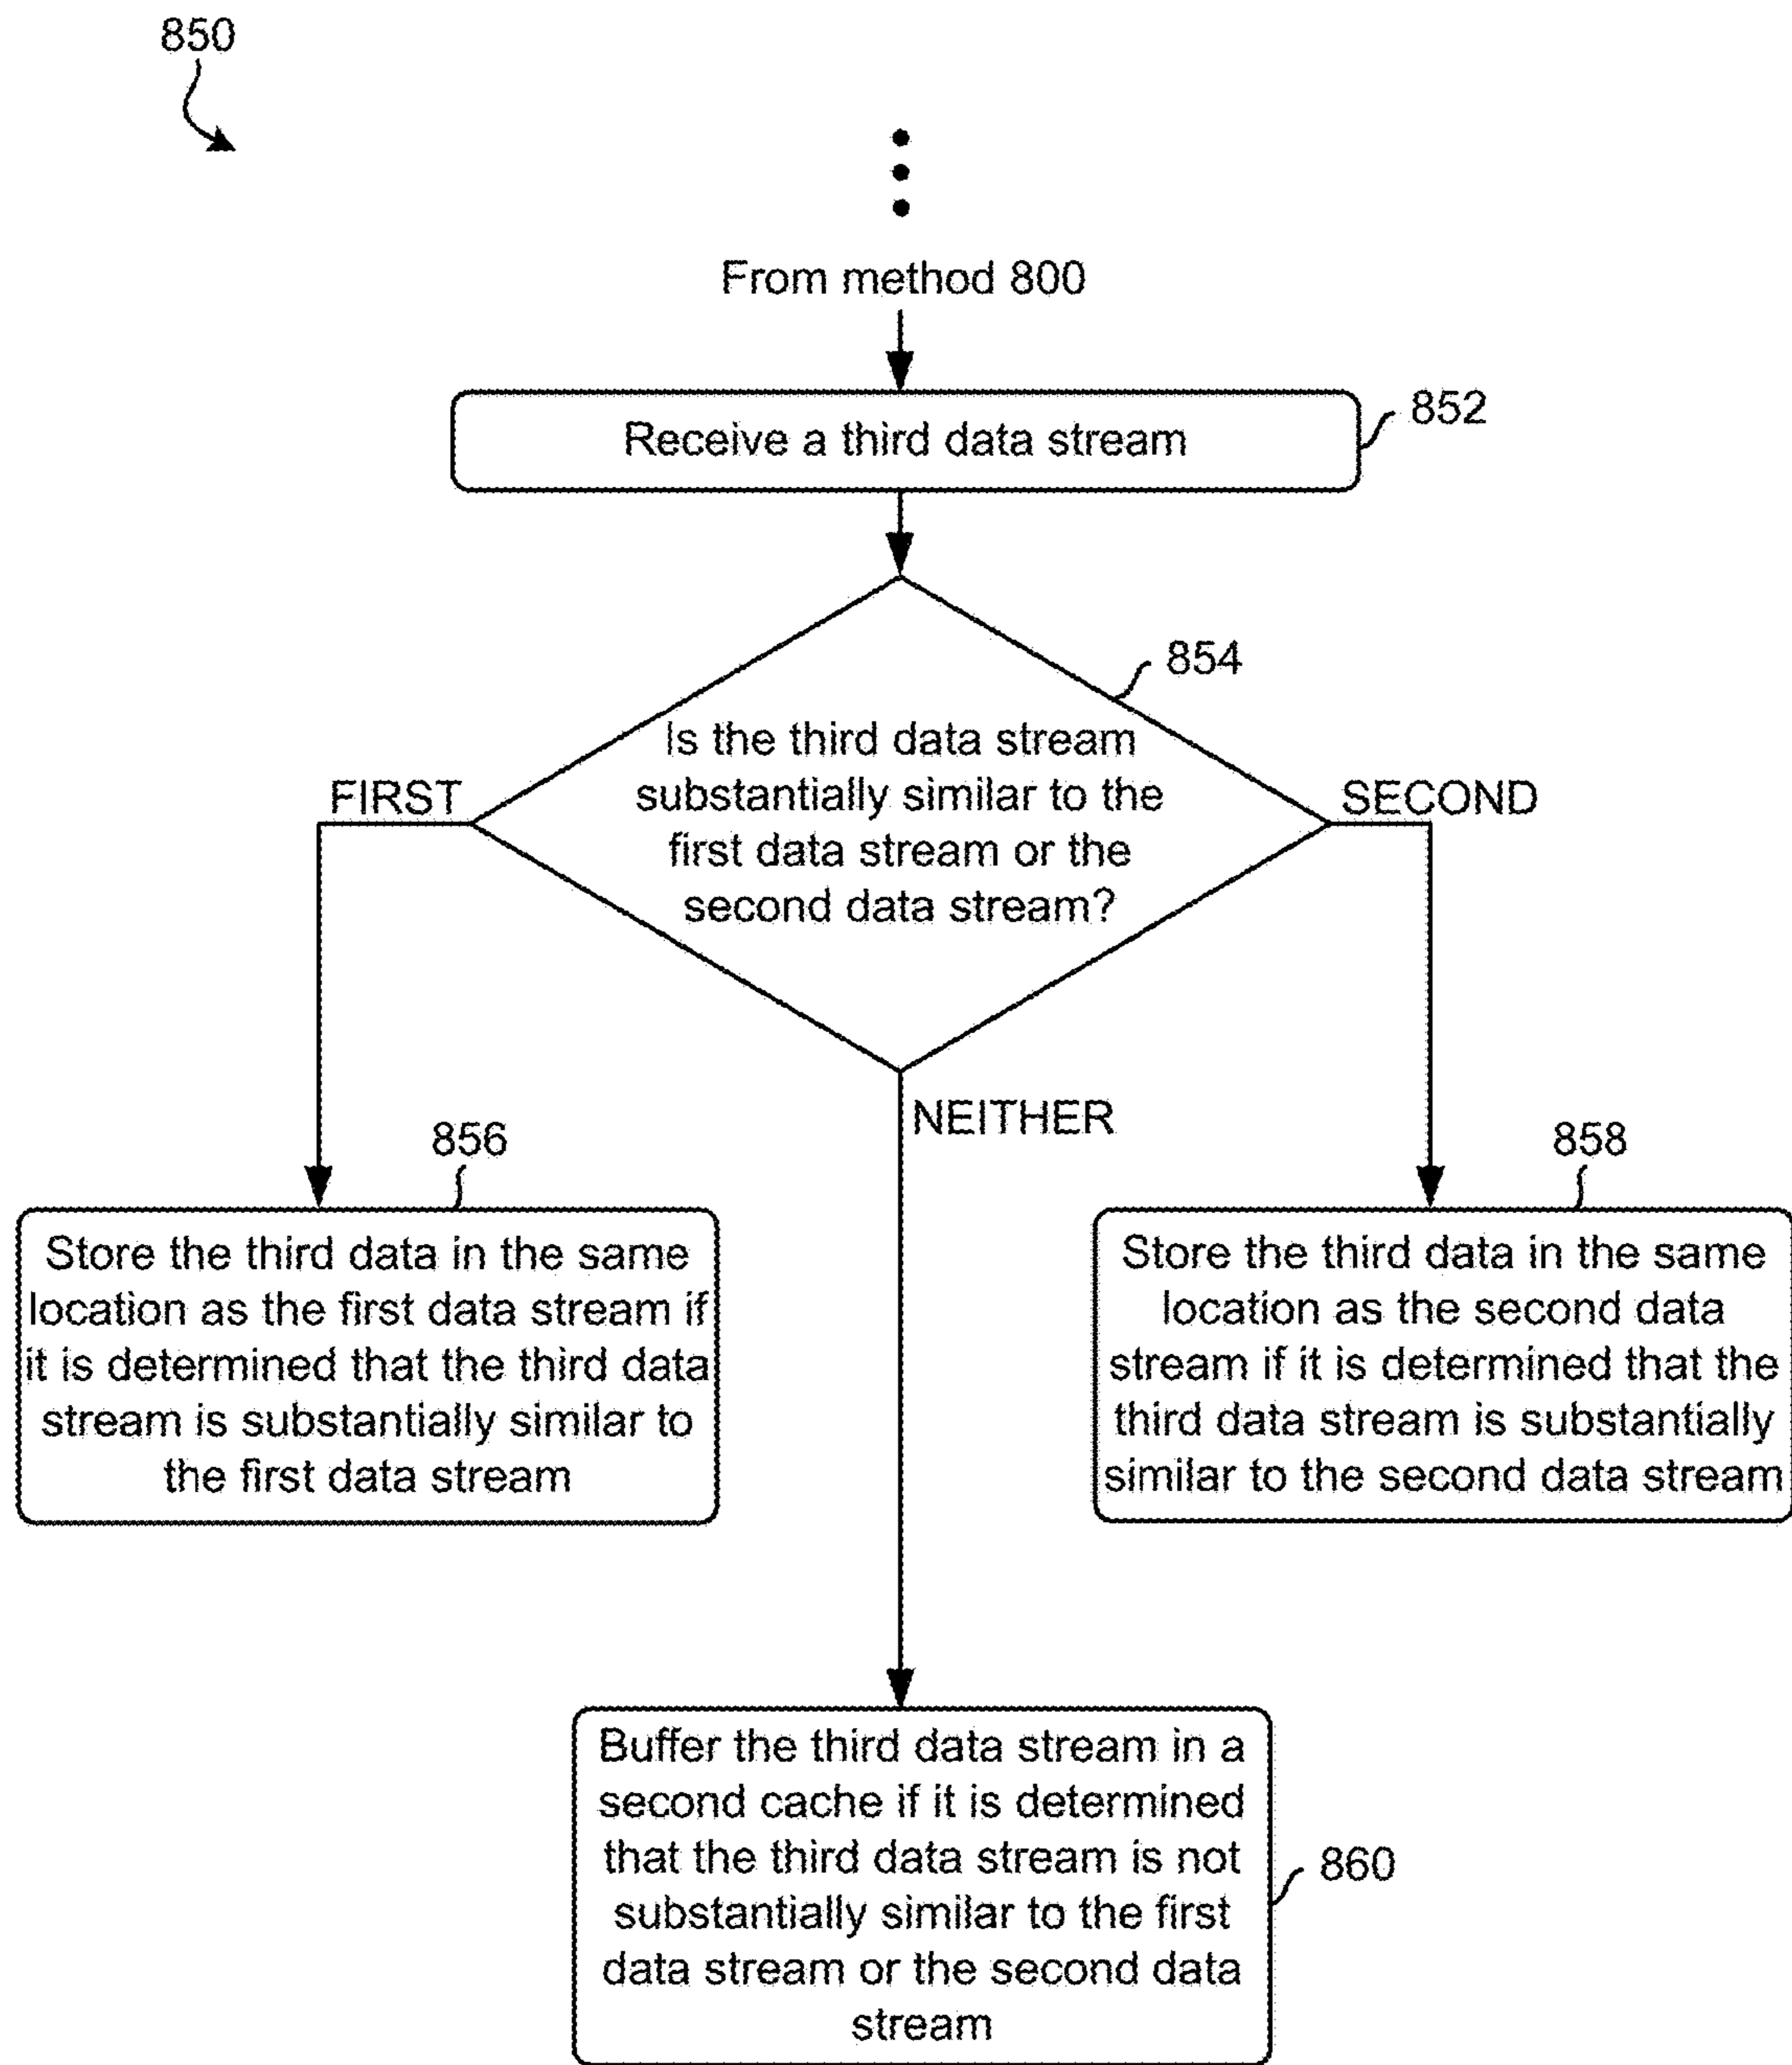 850
From method 800
Receive a third data stream
852
854
Is the third data stream
substantially similar to the
first data stream or the
second data stream?
FIRST
SECOND
NEITHER
856
Store the third data in the same
location as the first data stream if
it is determined that the third data
stream is substantially similar to
the first data stream
858
Store the third data in the same
location as the second data
stream if it is determined that the
third data stream is substantially
similar to the second data stream
Buffer the third data stream in a
second cache if it is determined
that the third data stream is not
substantially similar to the first
data stream or the second data
stream
860